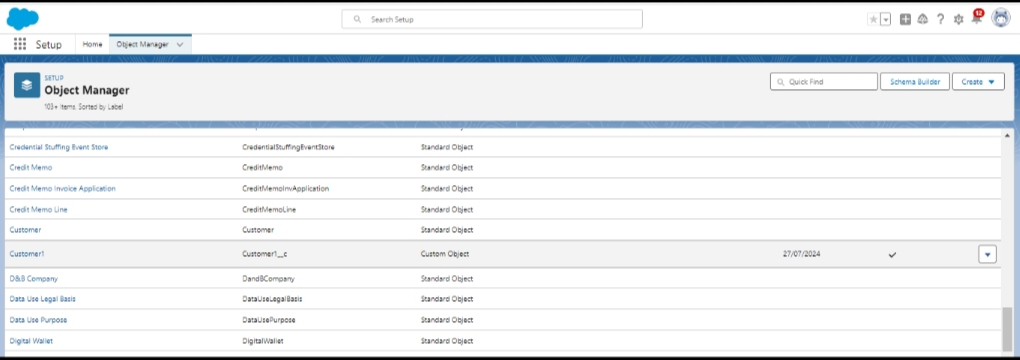 Search Setup
12
Setup Home Object Manager
SETUP
Object Manager
103+ Items, Sorted by Label
Quick Find Schema Builder Create
Credential Stuffing Event Store CredentialStuffingEventStore Standard Object
Credit Memo CreditMemo Standard Object
Credit Memo Invoice Application CreditMemoInvApplication Standard Object
Credit Memo Line CreditMemoLine Standard Object
Customer Customer Standard Object
Customer1 Customer1__c Custom Object 27/07/2024
D&B Company DandBCompany Standard Object
Data Use Legal Basis DataUseLegalBasis Standard Object
Data Use Purpose DataUsePurpose Standard Object
Digital Wallet DigitalWallet Standard Object